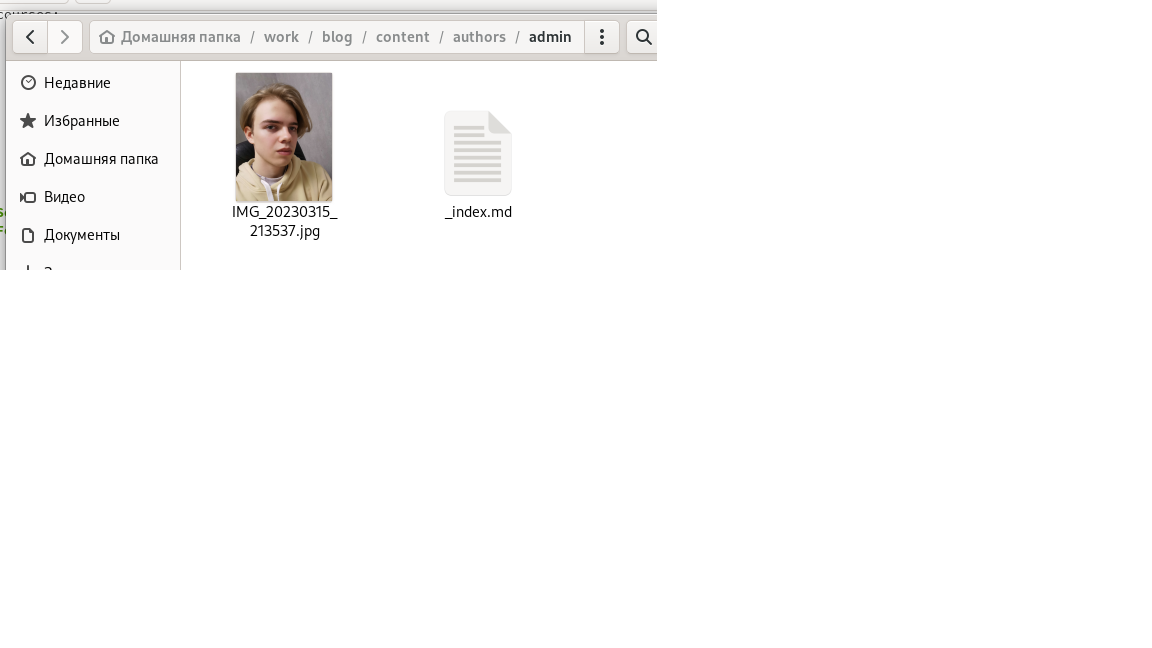 Домашняя папка / work / blog / content / authors / admin
Недавние
Избранные
Домашняя папка
Видео
Документы
IMG_20230315_
213537.jpg
_index.md